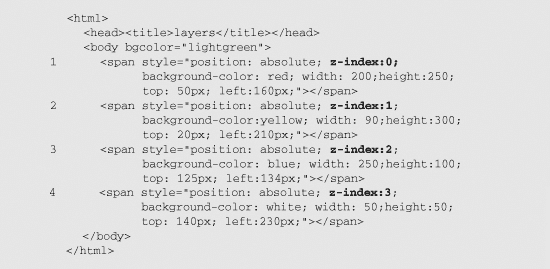 <html>
<head><title>layers</title></head>
<body bgcolor="lightgreen">
1 <span style="position: absolute; z-index:0;
background-color: red; width: 200;height:250;
top: 50px; left:160px;"></span>
2 <span style="position: absolute; z-index:1;
background-color:yellow; width: 90;height:300;
top: 20px; left:210px;"></span>
3 <span style="position: absolute; z-index:2;
background-color: blue; width: 250;height:100;
top: 125px; left:134px;"></span>
4 <span style="position: absolute; z-index:3;
background-color: white; width: 50;height:50;
top: 140px; left:230px;"></span>
</body>
</html>